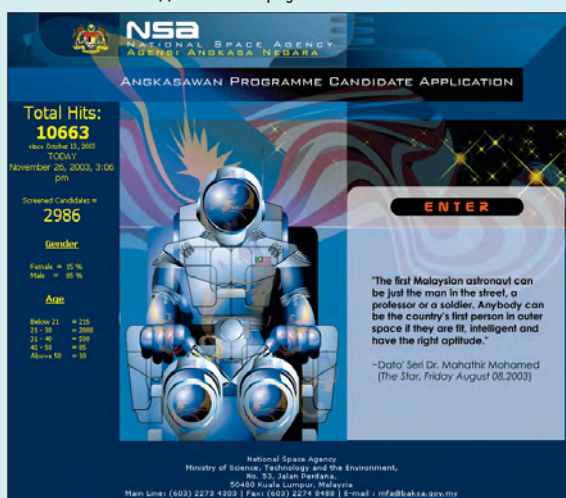 NSA
NATIONAL SPACE AGENCY
AGENSI ANGKASA NEGARA
ANGKASAWAN PROGRAMME CANDIDATE APPLICATION
Total Hits:
10663
since October 13, 2003
TODAY
November 26, 2003, 3:06
pm
Screened Candidates =
2986
Gender
Female = 15 %
Male = 85 %
Age
Below 21 = 215
21 - 30 = 2088
31 - 40 = 500
41 - 50 = 85
Above 50 = 10
ENTER
"The first Malaysian astronaut can
be just the man in the street, a
professor or a soldier. Anybody can
be the country's first person in outer
space if they are fit, intelligent and
have the right aptitude."
~Dato' Seri Dr. Mahathir Mohamed
(The Star, Friday August 08,2003)
National Space Agency
Ministry of Science, Technology and the Environment,
No. 53, Jalan Perdana,
50480 Kuala Lumpur, Malaysia
Main Line: (603) 2273 4303 | Fax: (603) 2274 8488 | E-mail : mfa@baksa.gov.my